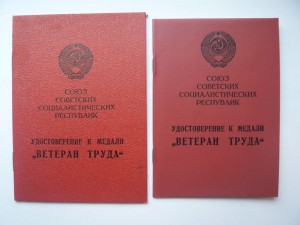 СОЮЗ
СОВЕТСКИХ
СОЦИАЛИСТИЧЕСКИХ
РЕСПУБЛИК
УДОСТОВЕРЕНИЕ К МЕДАЛИ
„ВЕТЕРАН ТРУДА“
СОЮЗ
СОВЕТСКИХ
СОЦИАЛИСТИЧЕСКИХ
РЕСПУБЛИК
УДОСТОВЕРЕНИЕ К МЕДАЛИ
„ВЕТЕРАН ТРУДА“